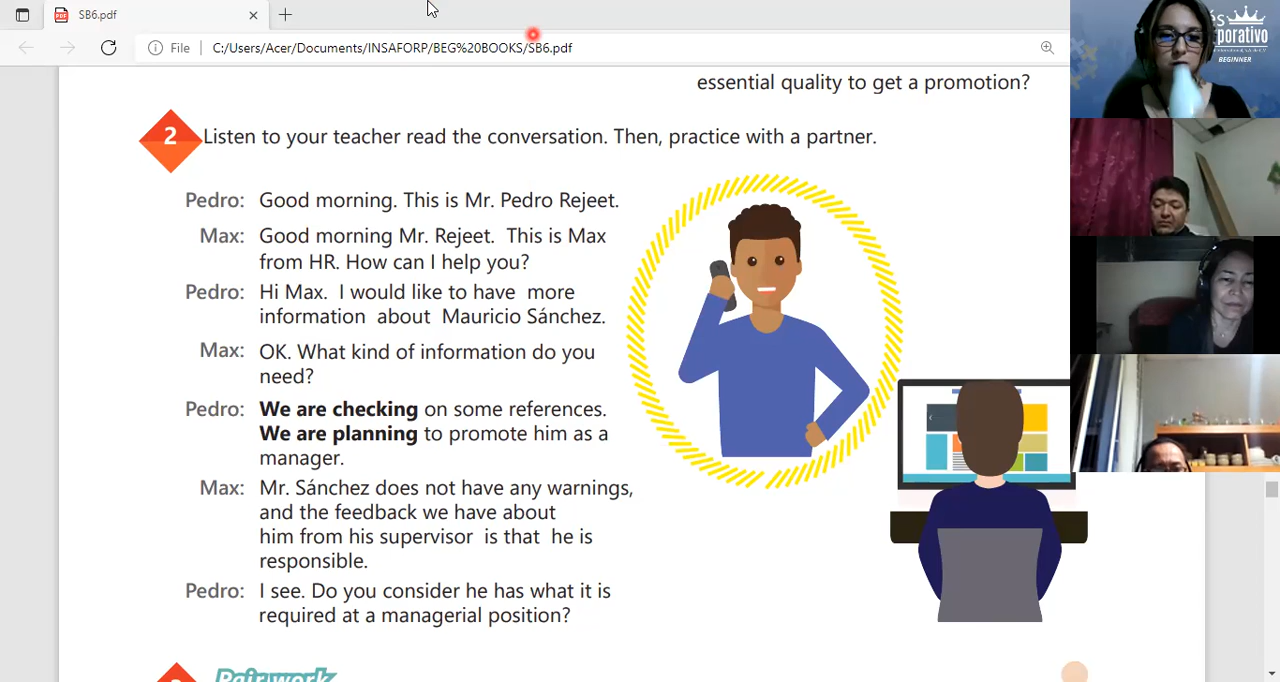 SB6.pdf
File C:/Users/Acer/Documents/INSAFORP/BEG%20BOOKS/SB6.pdf
és
rporativo
BEGINNER
essential quality to get a promotion?
2 Listen to your teacher read the conversation. Then, practice with a partner.
Pedro: Good morning. This is Mr. Pedro Rejeet.
Max: Good morning Mr. Rejeet. This is Max
from HR. How can I help you?
Pedro: Hi Max. I would like to have more
information about Mauricio Sánchez.
Max: OK. What kind of information do you
need?
Pedro: We are checking on some references.
We are planning to promote him as a
manager.
Max: Mr. Sánchez does not have any warnings,
and the feedback we have about
him from his supervisor is that he is
responsible.
Pedro: I see. Do you consider he has what it is
required at a managerial position?
Pair work